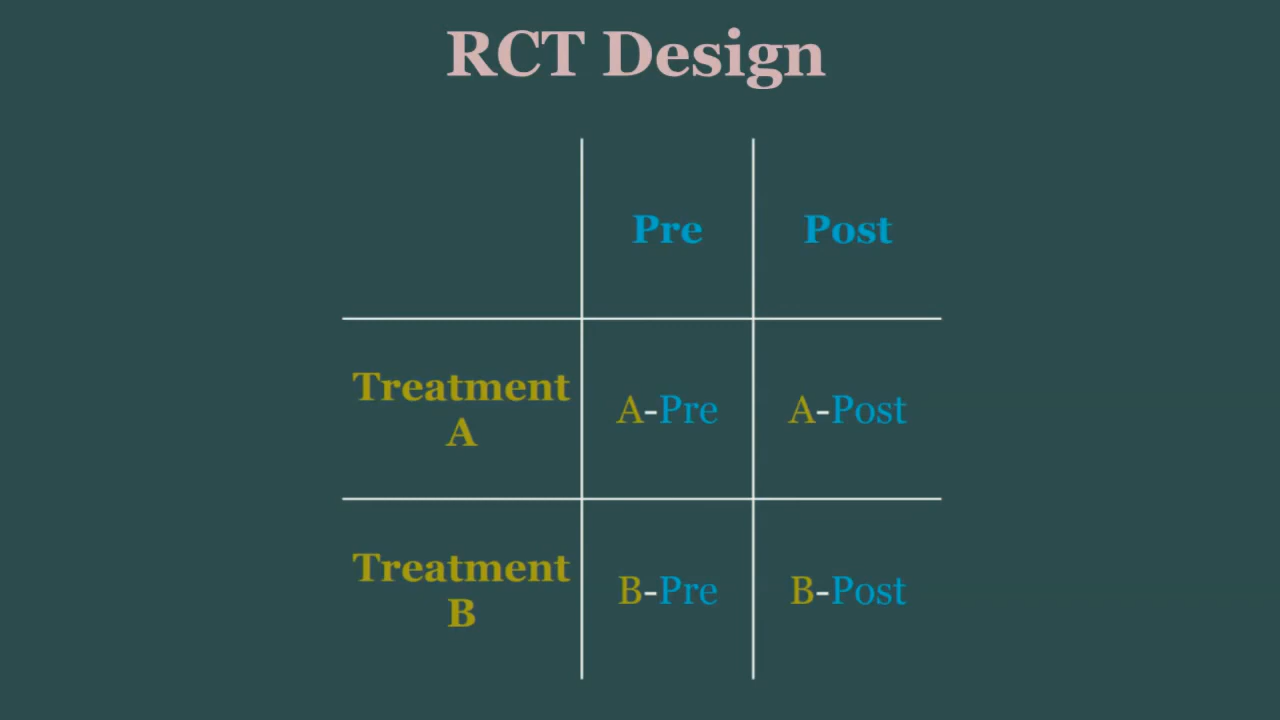 RCT Design
Pre Post
Treatment
A
A-Pre A-Post
Treatment
B
B-Pre B-Post